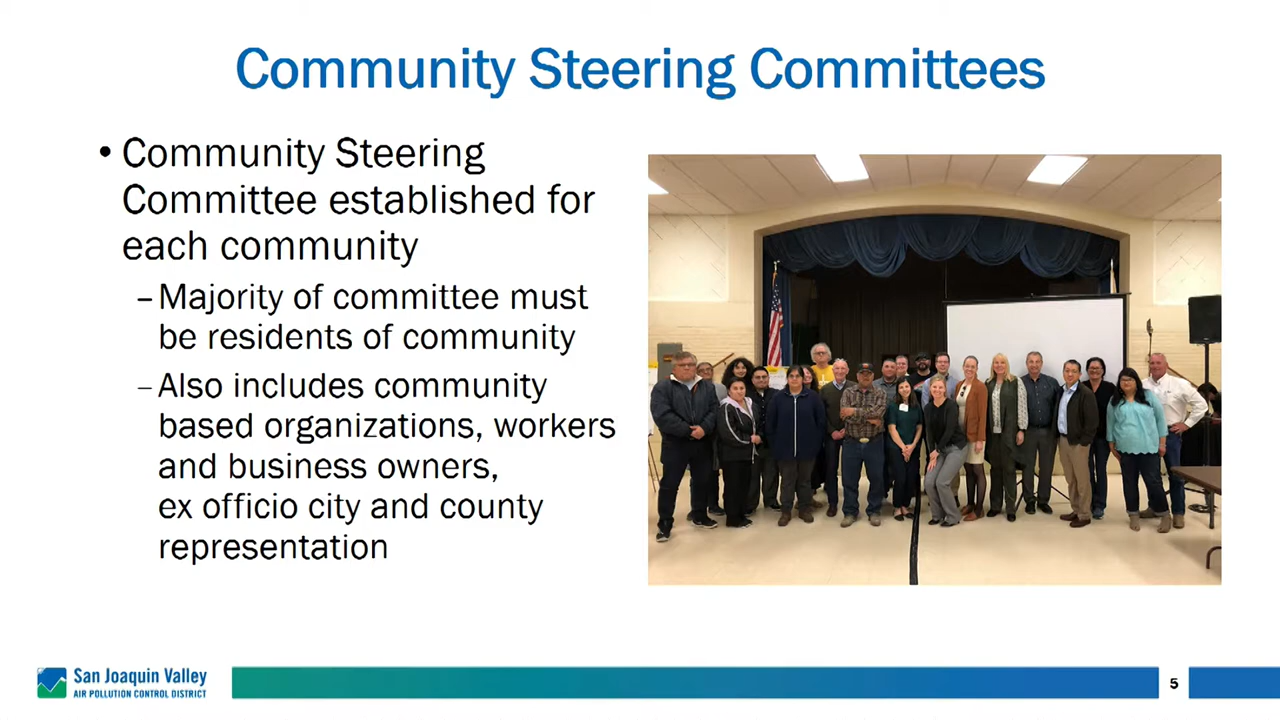 Community Steering Committees
• Community Steering
Committee established for
each community
–Majority of committee must
be residents of community
–Also includes community
based organizations, workers
and business owners,
ex officio city and county
representation
San Joaquin Valley
AIR POLLUTION CONTROL DISTRICT
5